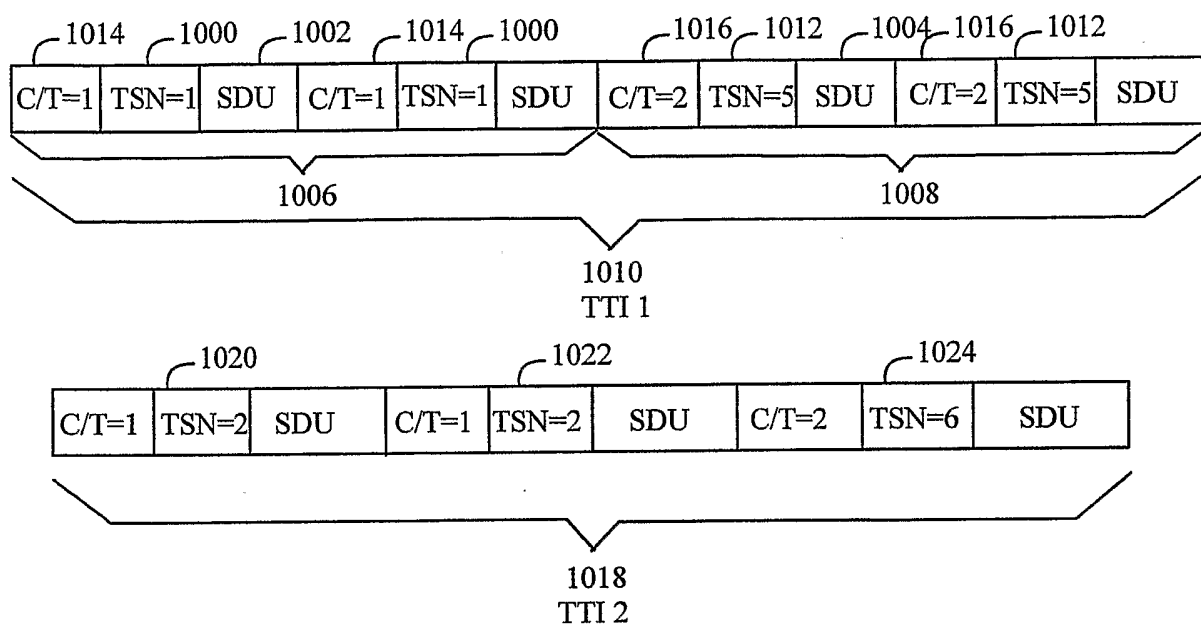 1014 1000 1002 1014 1000 1016 1012 1004 1016 1012
C/T=1 TSN=1 SDU C/T=1 TSN=1 SDU C/T=2 TSN=5 SDU C/T=2 TSN=5 SDU
1006 1008
1010
TTI 1
1020 1022 1024
C/T=1 TSN=2 SDU C/T=1 TSN=2 SDU C/T=2 TSN=6 SDU
1018
TTI 2